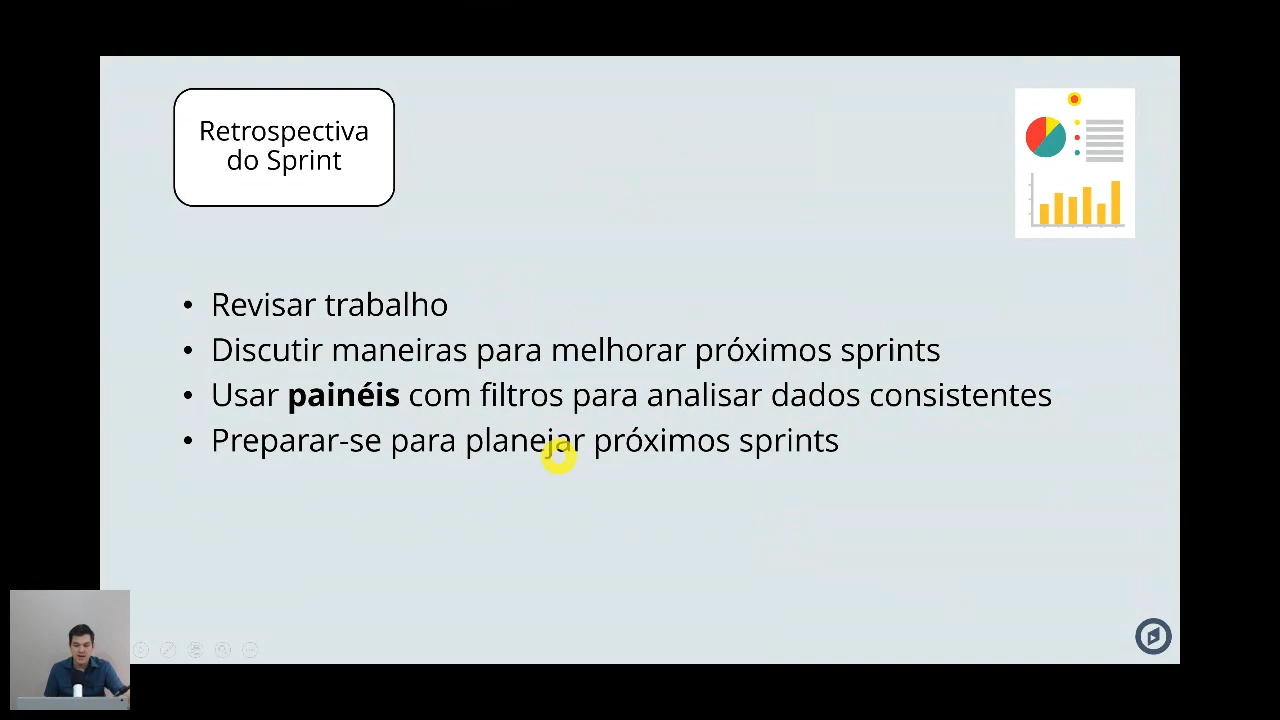 Retrospectiva
do Sprint
• Revisar trabalho
• Discutir maneiras para melhorar próximos sprints
• Usar painéis com filtros para analisar dados consistentes
• Preparar-se para planejar próximos sprints